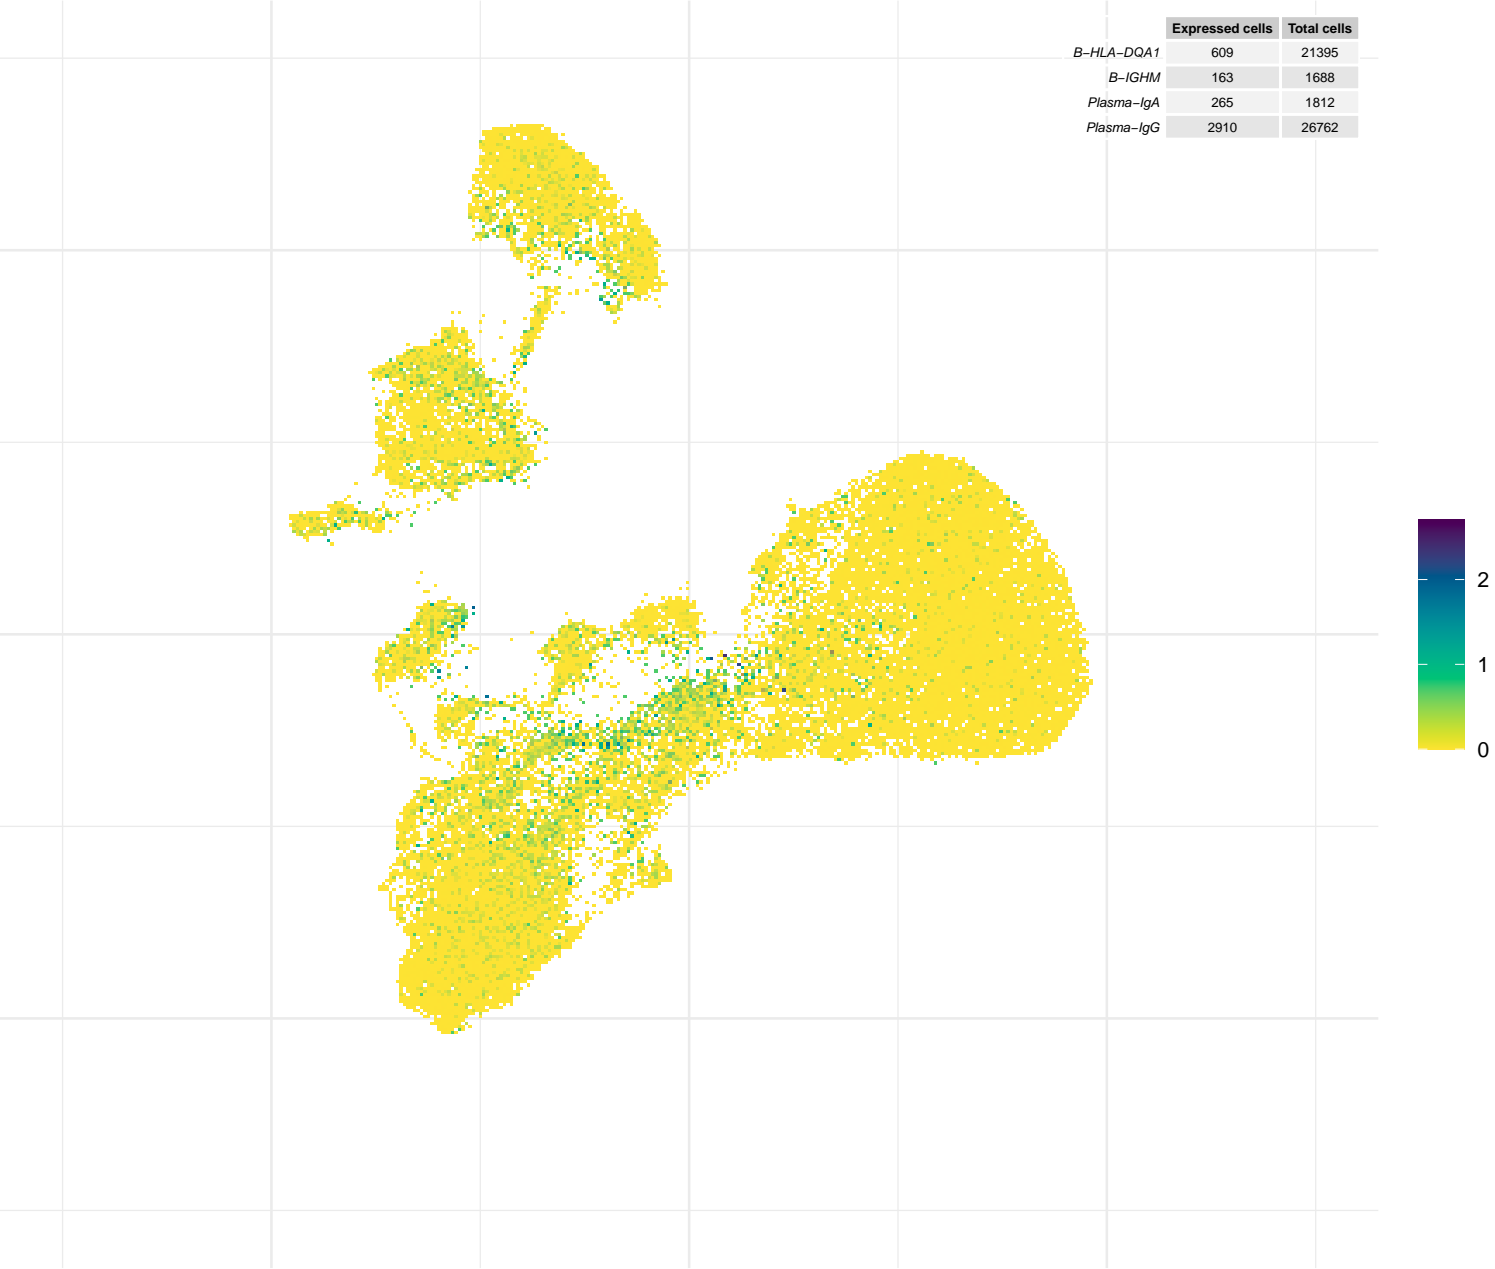 Expressed cells Total cells
B−HLA−DQA1 609 21395
B−IGHM 163 1688
Plasma−IgA 265 1812
Plasma−IgG 2910 26762
2
1
0